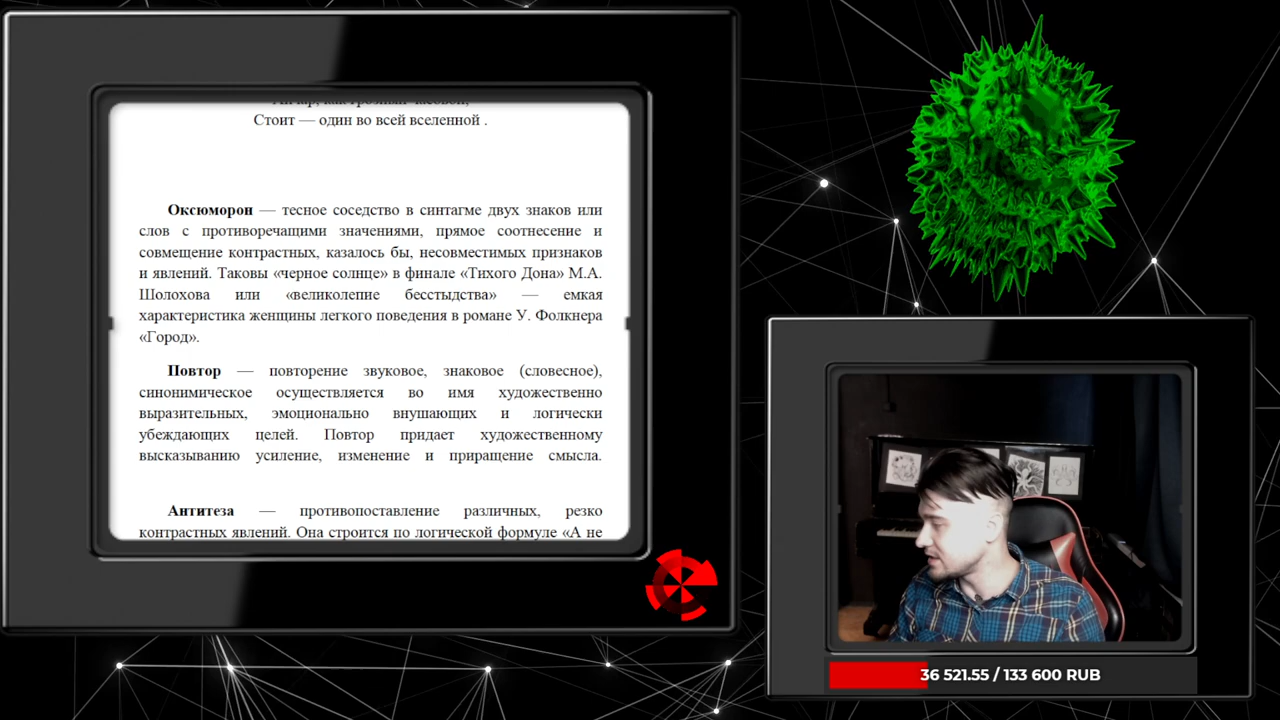 Стоит — один во всей вселенной .
Оксюморон — тесное соседство в синтагме двух знаков или
слов с противоречащими значениями, прямое соотнесение и
совмещение контрастных, казалось бы, несовместимых признаков
и явлений. Таковы «черное солнце» в финале «Тихого Дона» М.А.
Шолохова или «великолепие бесстыдства» — емкая
характеристика женщины легкого поведения в романе У. Фолкнера
«Город».
Повтор — повторение звуковое, знаковое (словесное),
синонимическое осуществляется во имя художественно
выразительных, эмоционально внушающих и логически
убеждающих целей. Повтор придает художественному
высказыванию усиление, изменение и приращение смысла.
Антитеза — противопоставление различных, резко
контрастных явлений. Она строится по логической формуле «А не
36 521.55 / 133 600 RUB